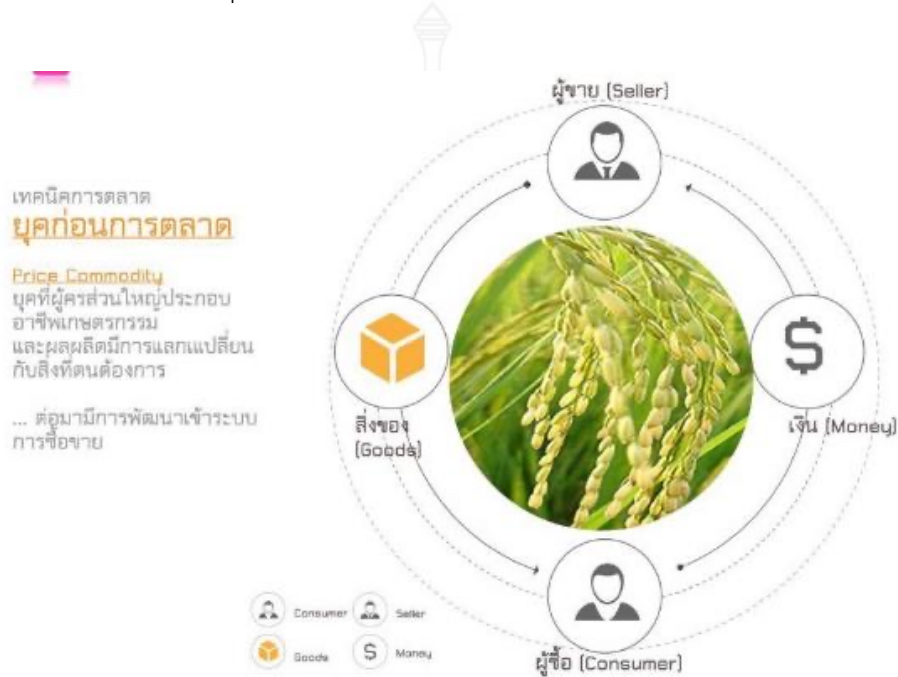 ผู้ขาย (Seller)
เทคนิคการตลาด
ยุคก่อนการตลาด
Price Commodity
ยุคที่ผู้ครส่วนใหญ่ประกอบ
อาชีพเกษตรกรรม
และผลผลิตมีการแลกแเปลี่ยน
กับสิ่งที่ตนต้องการ
... ต่อมามีการพัฒนาเข้าระบบ
การซื้อขาย
สิ่งของ
(Goods)
เงิน (Money)
Consumer
Seller
Goods
Money
ผู้ซื้อ (Consumer)